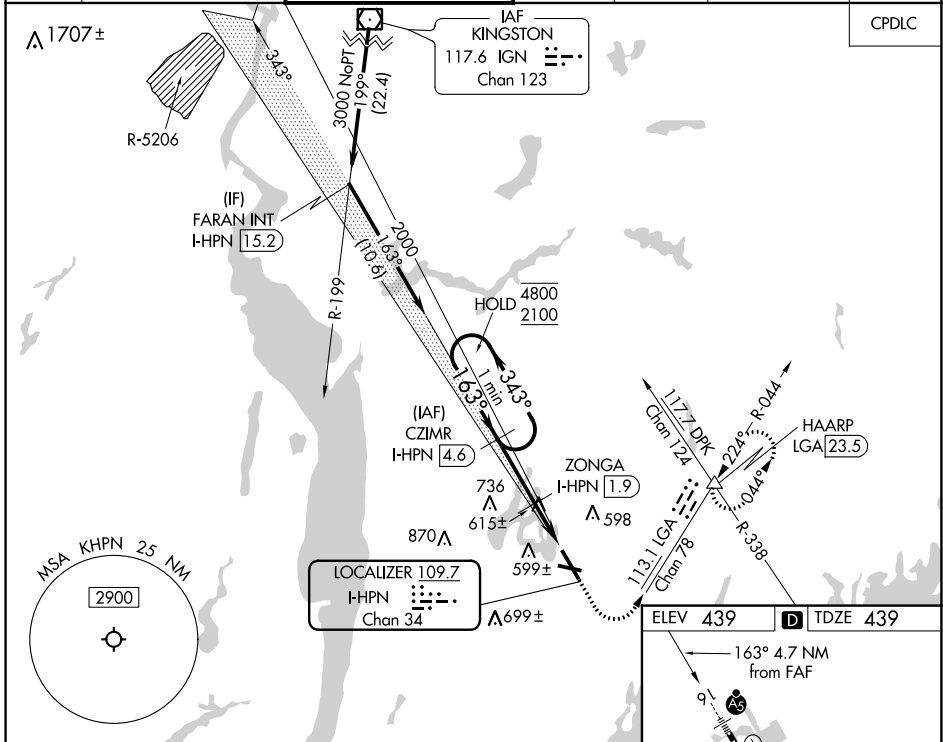 1707±
CPDLC
IAF
KINGSTON
117.6 IGN
Chan 123
343°
3000 NoPT
199°
(22.4)
R-5206
(IF)
FARAN INT
I-HPN 15.2
2000
163°
(10.6)
R-199
HOLD 4800
2100
1 min
163°
343°
(IAF)
CZIMR
I-HPN 4.6
117.7 DPK
Chan 124
224°
R-044
044°
HAARP
LGA 23.5
ZONGA
I-HPN 1.9
736
615±
598
870
599±
113.1 LGA
Chan 78
R-338
MSA KHPN 25 NM
2900
LOCALIZER 109.7
I-HPN
Chan 34
699±
ELEV 439 D TDZE 439
163° 4.7 NM
from FAF
16
A5